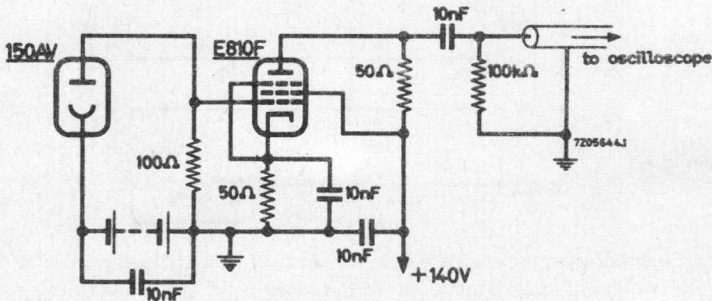 150AV
E810F
10nF
to oscilloscope
50Ω
100kΩ
7205644.1
100Ω
50Ω
10nF
10nF
+140V
10nF